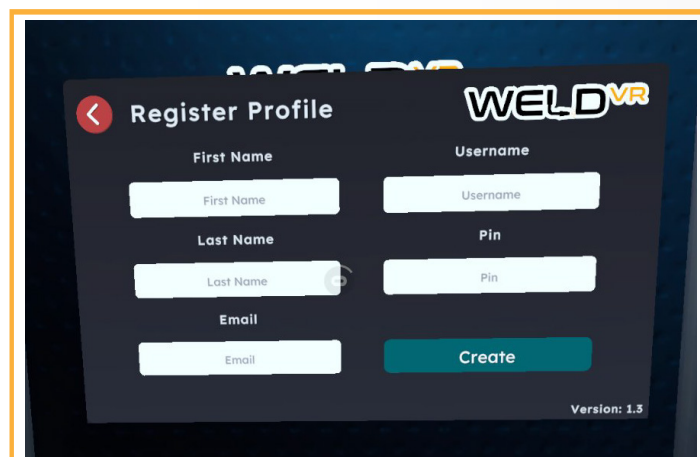 Register Profile
WELDVR
First Name
First Name
Last Name
Last Name
Email
Email
Username
Username
Pin
Pin
Create
Version: 1.3